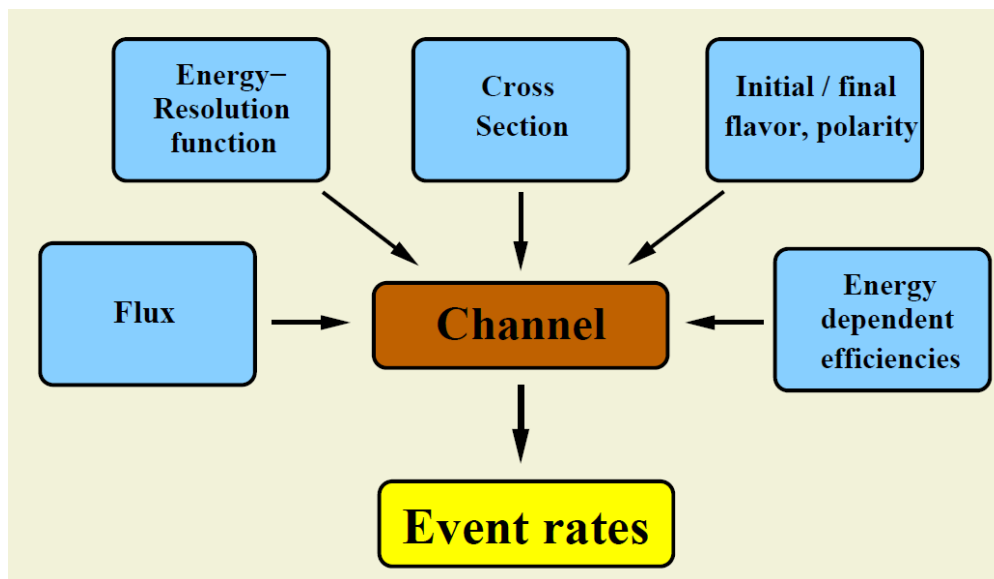 Energy−
Resolution
function
Cross
Section
Initial / final
flavor, polarity
Flux
Channel
Energy
dependent
efficiencies
Event rates